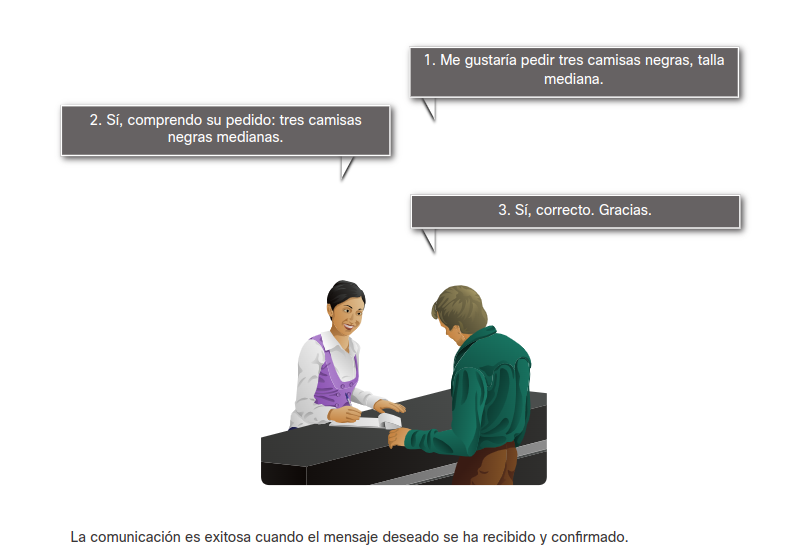 1. Me gustaría pedir tres camisas negras, talla
mediana.
2. Sí, comprendo su pedido: tres camisas
negras medianas.
3. Sí, correcto. Gracias.
La comunicación es exitosa cuando el mensaje deseado se ha recibido y confirmado.